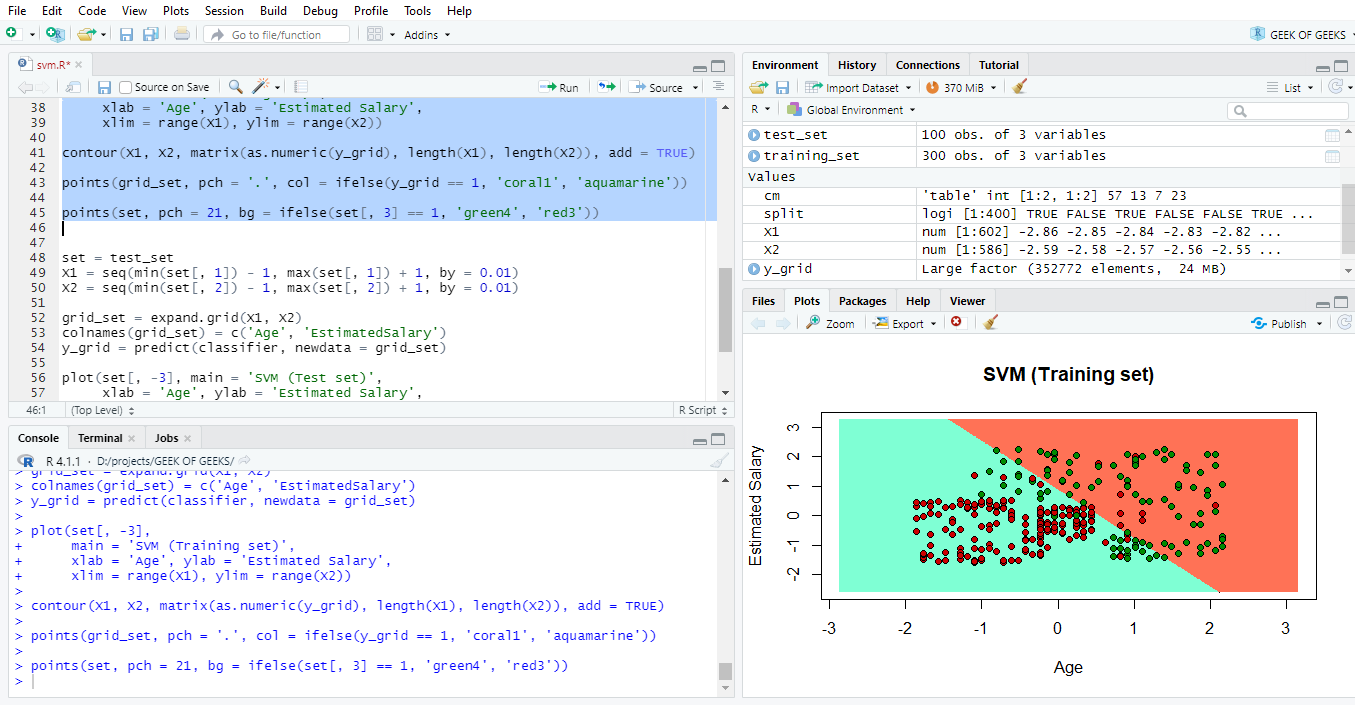 File Edit Code View Plots Session Build Debug Profile Tools Help
Go to file/function Addins GEEK OF GEEKS
svm.R*
Source on Save Run Source
38 xlab = 'Age', ylab = 'Estimated Salary',
39 xlim = range(X1), ylim = range(X2))
40
41 contour(X1, X2, matrix(as.numeric(y_grid), length(X1), length(X2)), add = TRUE)
42
43 points(grid_set, pch = '.', col = ifelse(y_grid == 1, 'coral1', 'aquamarine'))
44
45 points(set, pch = 21, bg = ifelse(set[, 3] == 1, 'green4', 'red3'))
46
47
48 set = test_set
49 X1 = seq(min(set[, 1]) - 1, max(set[, 1]) + 1, by = 0.01)
50 X2 = seq(min(set[, 2]) - 1, max(set[, 2]) + 1, by = 0.01)
51
52 grid_set = expand.grid(X1, X2)
53 colnames(grid_set) = c('Age', 'EstimatedSalary')
54 y_grid = predict(classifier, newdata = grid_set)
55
56 plot(set[, -3], main = 'SVM (Test set)',
57 xlab = 'Age', ylab = 'Estimated Salary',
46:1 (Top Level) R Script
Console Terminal Jobs
R 4.1.1 · D:/projects/GEEK OF GEEKS/
> grid_set = expand.grid(X1, X2)
> colnames(grid_set) = c('Age', 'EstimatedSalary')
> y_grid = predict(classifier, newdata = grid_set)
>
> plot(set[, -3],
+ main = 'SVM (Training set)',
+ xlab = 'Age', ylab = 'Estimated Salary',
+ xlim = range(X1), ylim = range(X2))
>
> contour(X1, X2, matrix(as.numeric(y_grid), length(X1), length(X2)), add = TRUE)
>
> points(grid_set, pch = '.', col = ifelse(y_grid == 1, 'coral1', 'aquamarine'))
>
> points(set, pch = 21, bg = ifelse(set[, 3] == 1, 'green4', 'red3'))
>
Environment History Connections Tutorial
Import Dataset 370 MiB List
R Global Environment
test_set 100 obs. of 3 variables
training_set 300 obs. of 3 variables
Values
cm 'table' int [1:2, 1:2] 57 13 7 23
split logi [1:400] TRUE FALSE TRUE FALSE FALSE TRUE ...
X1 num [1:602] -2.86 -2.85 -2.84 -2.83 -2.82 ...
X2 num [1:586] -2.59 -2.58 -2.57 -2.56 -2.55 ...
y_grid Large factor (352772 elements, 24 MB)
Files Plots Packages Help Viewer
Zoom Export Publish
SVM (Training set)
Estimated Salary
3
2
1
0
-1
-2
-3 -2 -1 0 1 2 3
Age